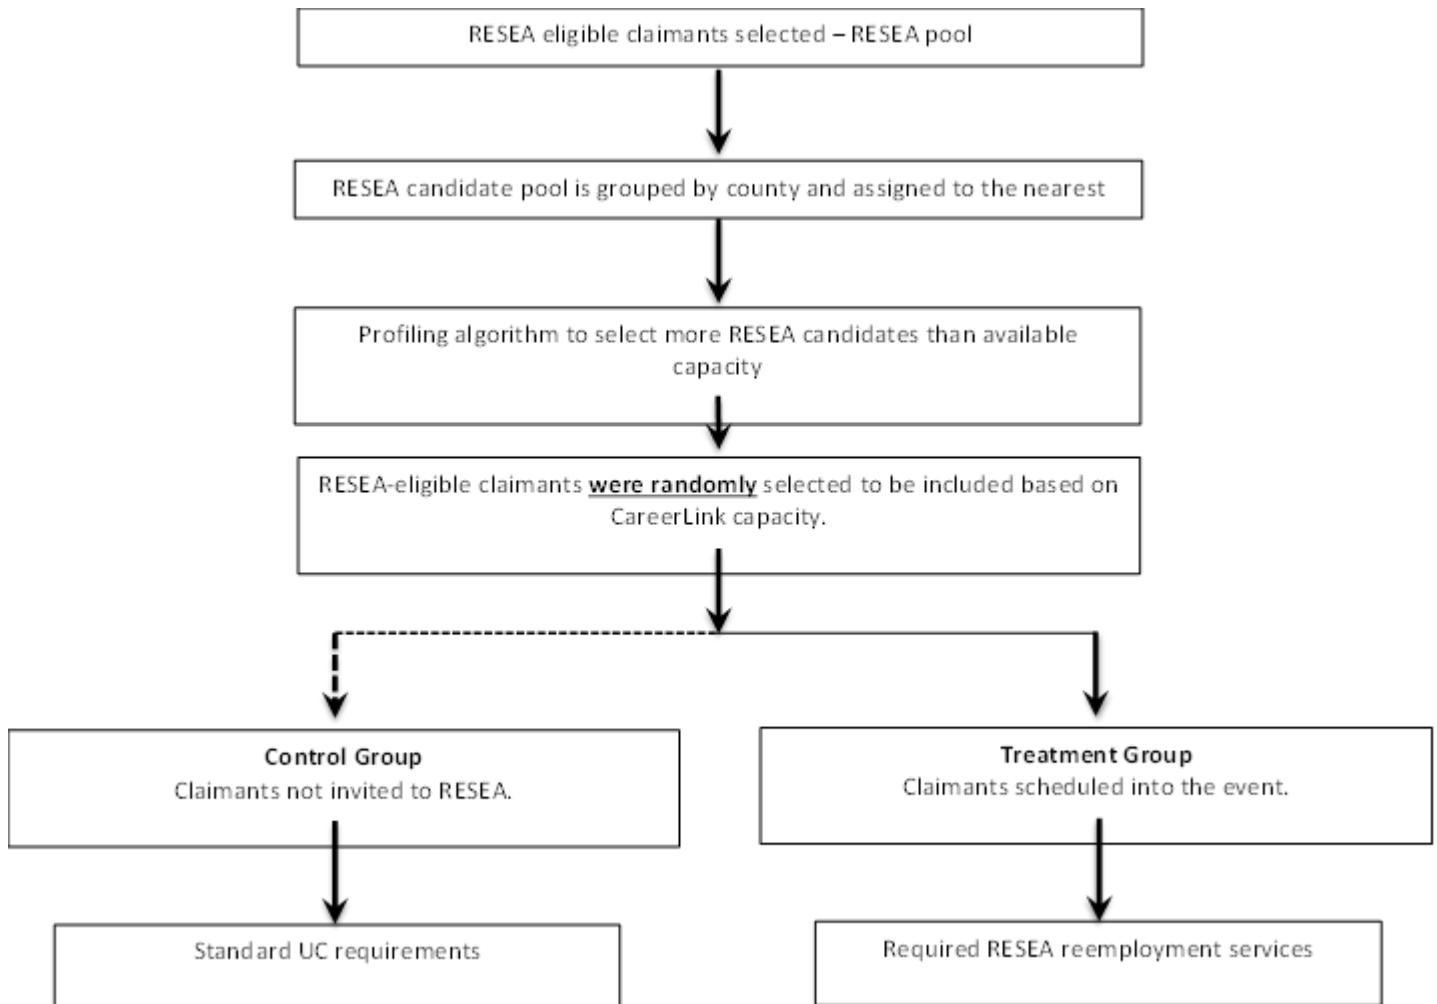 RESEA eligible claimants selected – RESEA pool
RESEA candidate pool is grouped by county and assigned to the nearest
Profiling algorithm to select more RESEA candidates than available
capacity
RESEA-eligible claimants were randomly selected to be included based on
CareerLink capacity.
Control Group
Claimants not invited to RESEA.
Treatment Group
Claimants scheduled into the event.
Standard UC requirements
Required RESEA reemployment services